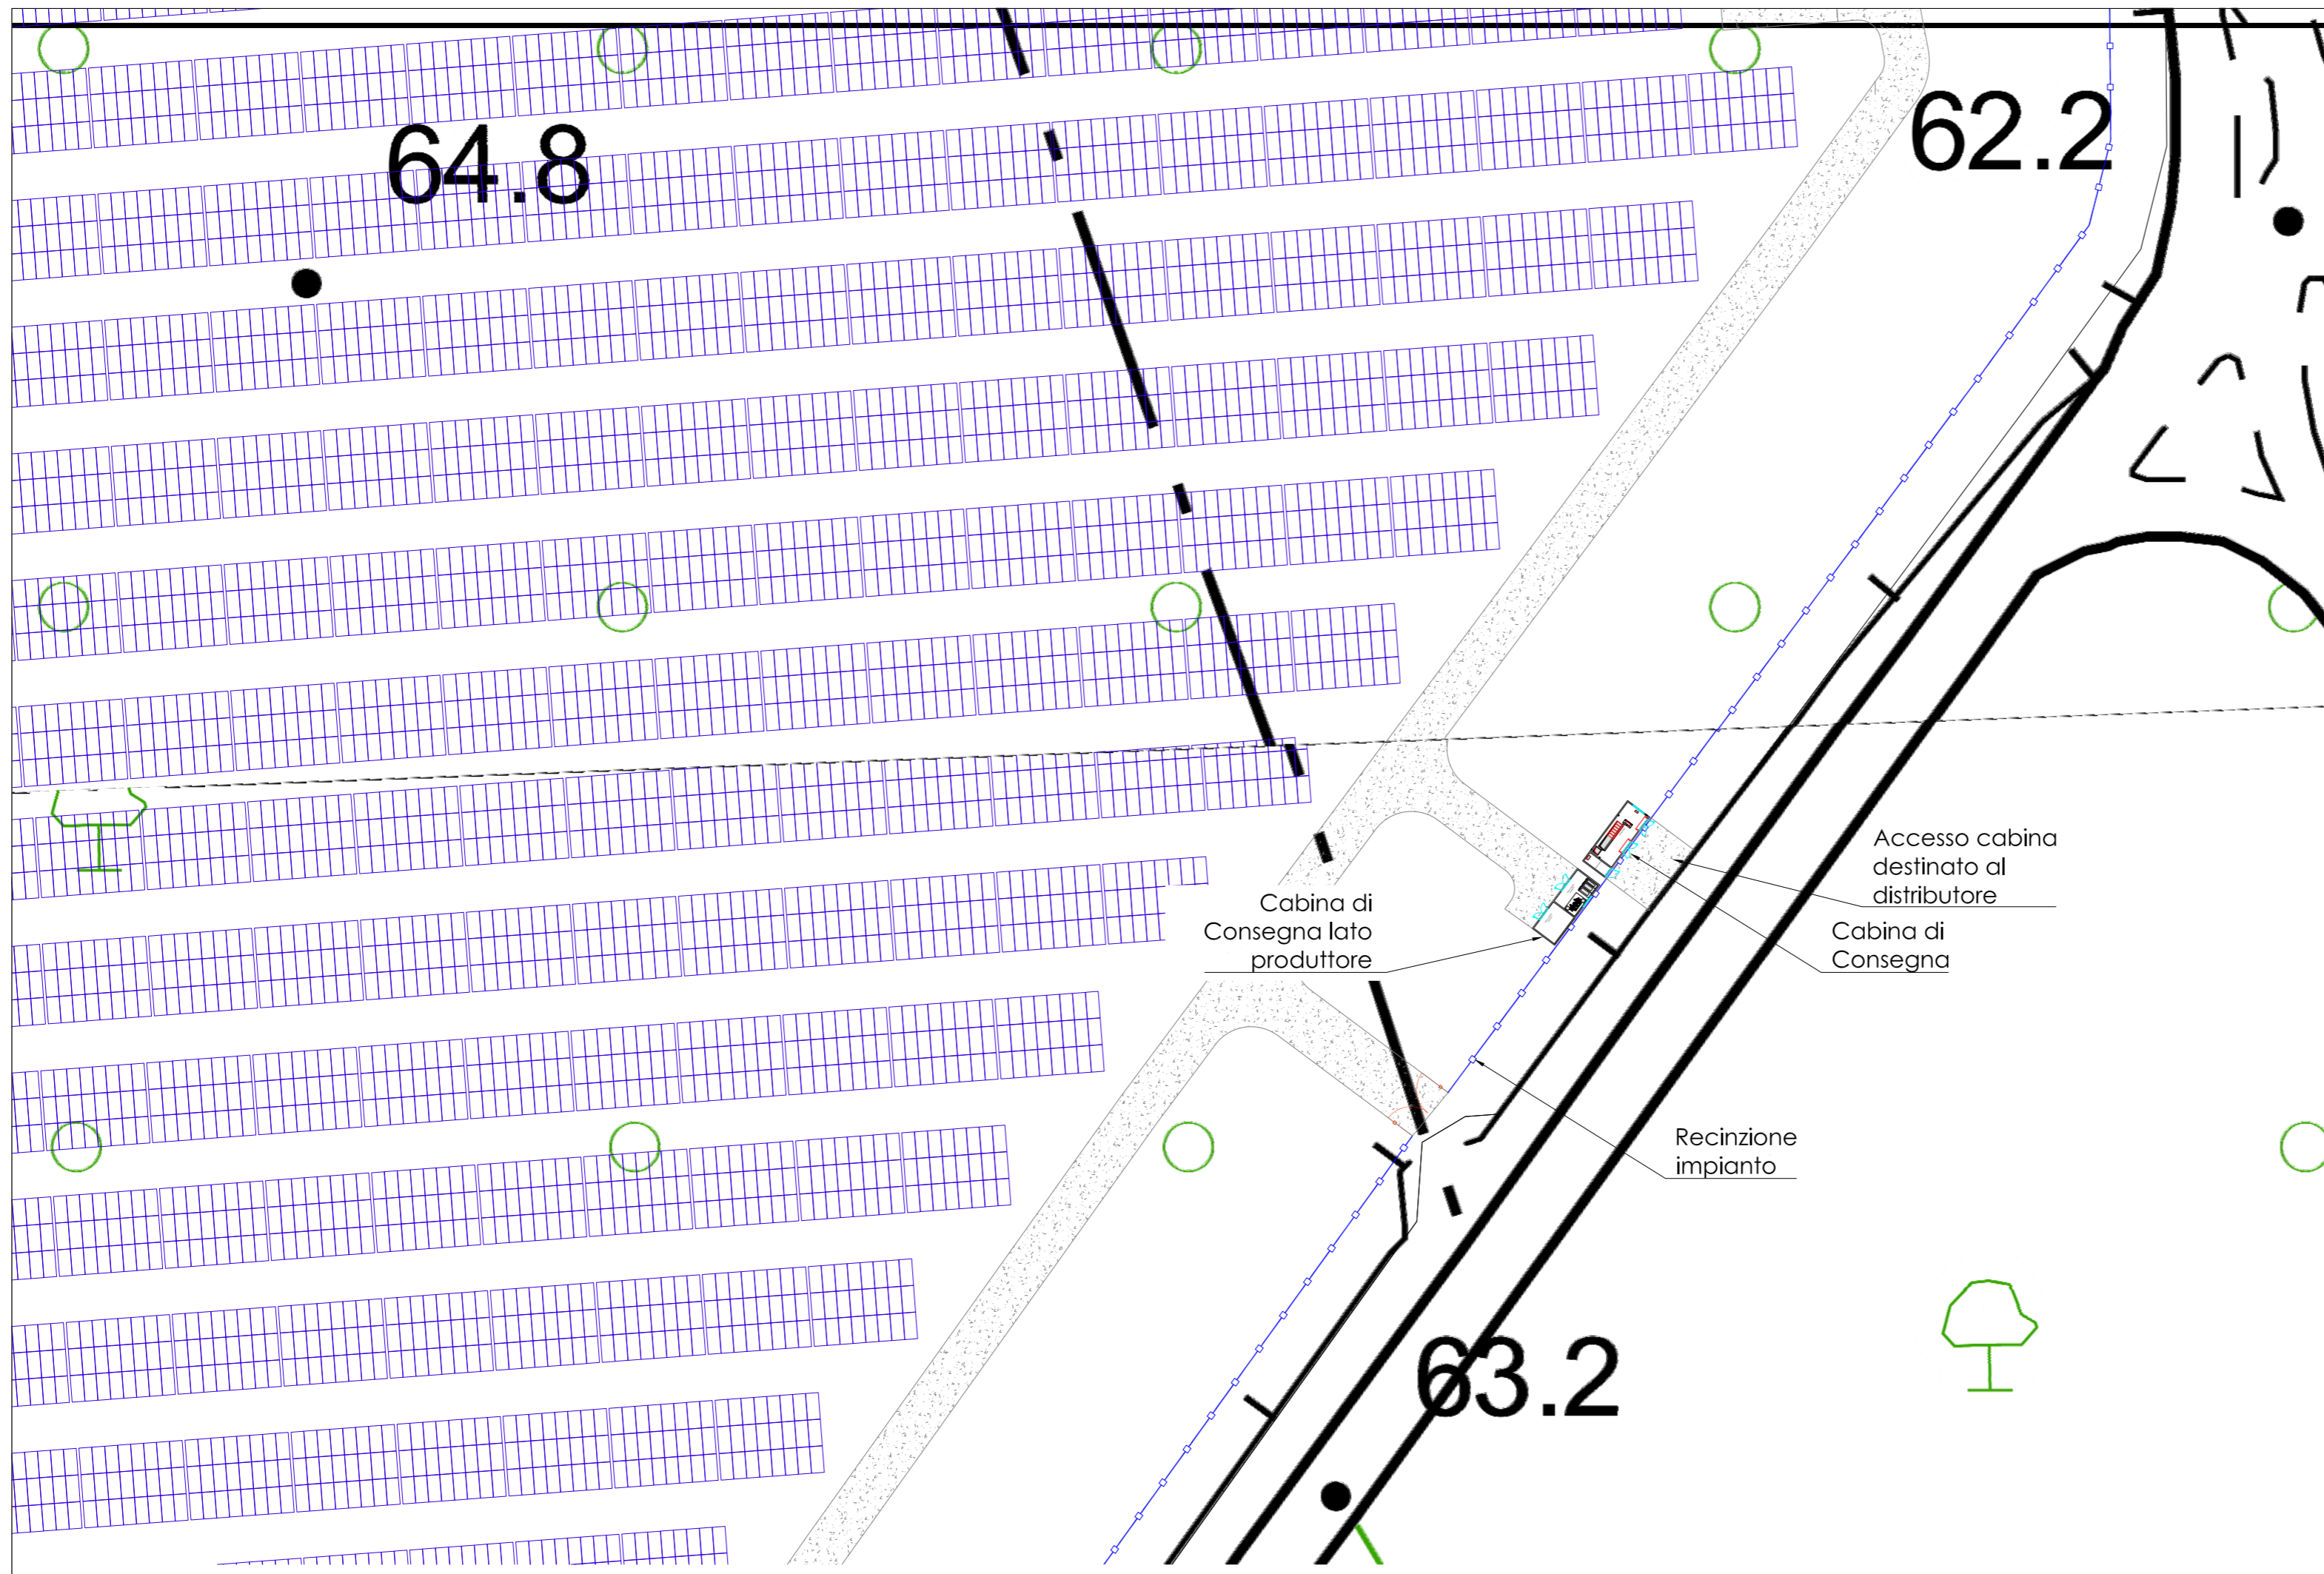 64.8
62.2
Accesso cabina
destinato al
distributore
Cabina di
Consegna lato
produttore
Cabina di
Consegna
Recinzione
impianto
63.2